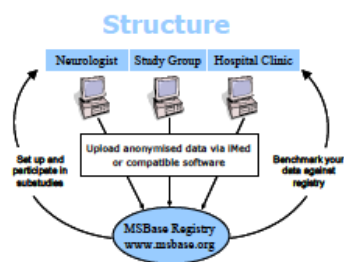 Structure
Neurologist Study Group Hospital Clinic
Upload anonymised data via iMed
or compatible software
Set up and
participate in
substudies
Benchmark your
data against
registry
MSBase Registry
www.msbase.org